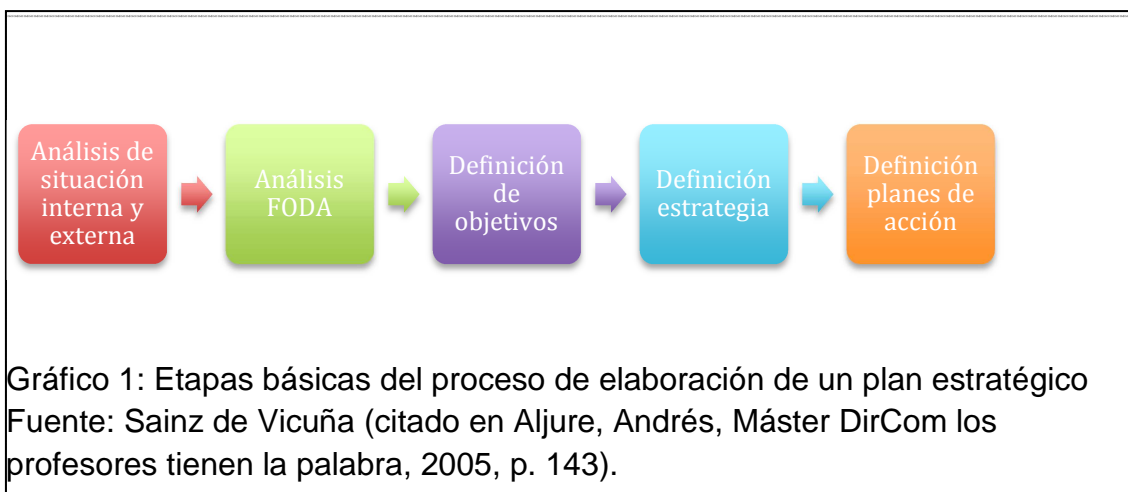 Análisis de
situación
interna y
externa
Análisis
FODA
Definición
de
objetivos
Definición
estrategia
Definición
planes de
acción
Gráfico 1: Etapas básicas del proceso de elaboración de un plan estratégico
Fuente: Sainz de Vicuña (citado en Aljure, Andrés, Máster DirCom los
profesores tienen la palabra, 2005, p. 143).